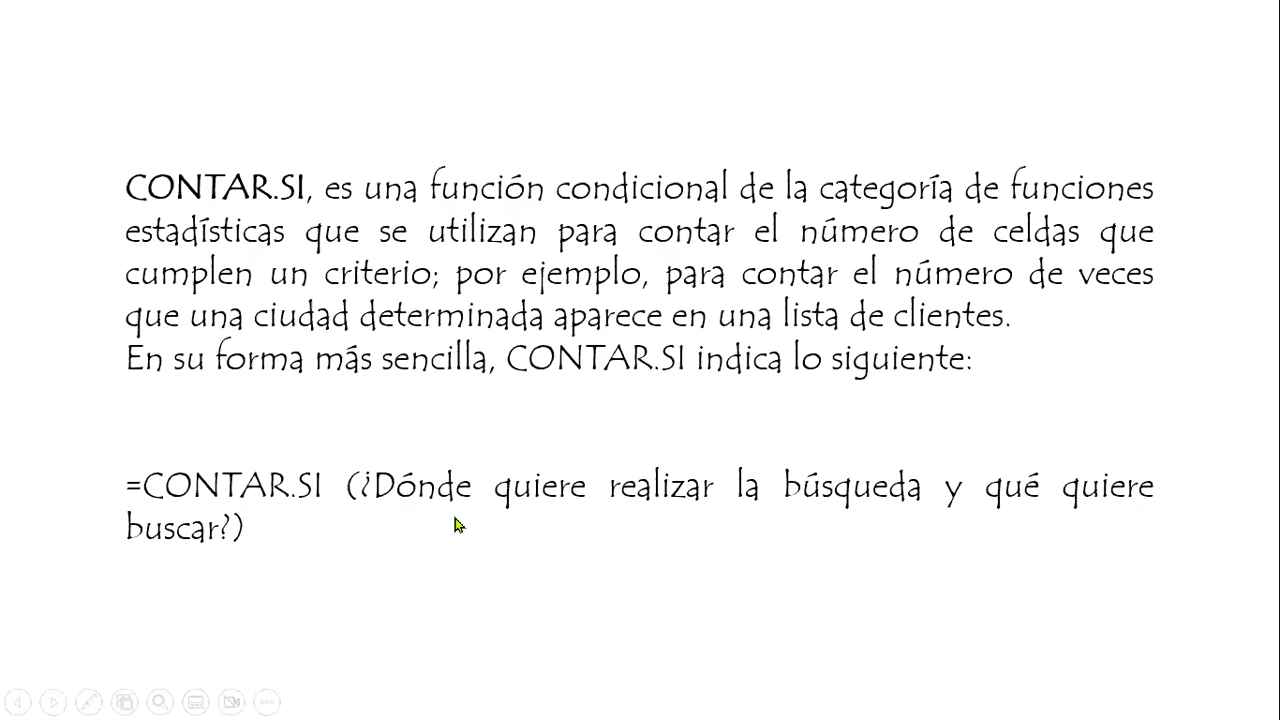 CONTAR.SI, es una función condicional de la categoría de funciones
estadísticas que se utilizan para contar el número de celdas que
cumplen un criterio; por ejemplo, para contar el número de veces
que una ciudad determinada aparece en una lista de clientes.
En su forma más sencilla, CONTAR.SI indica lo siguiente:
=CONTAR.SI (¿Dónde quiere realizar la búsqueda y qué quiere
buscar?)